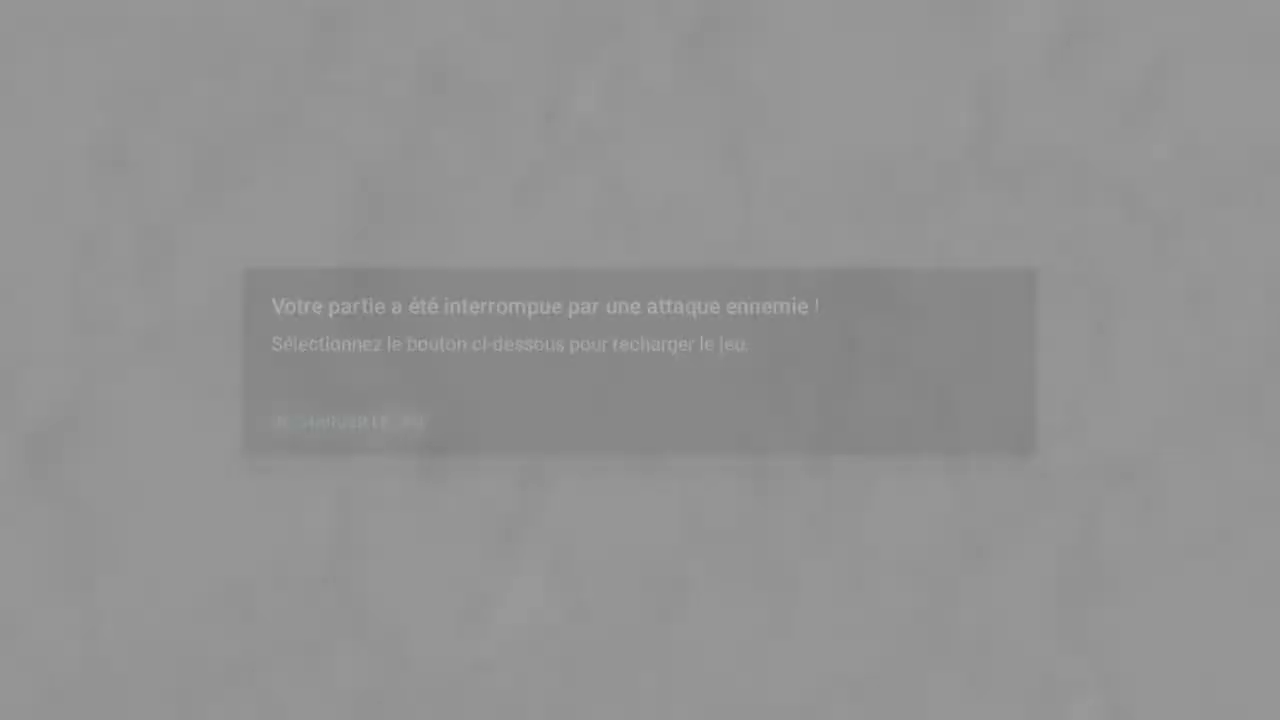 Votre partie a été interrompue par une attaque ennemie !
Sélectionnez le bouton ci-dessous pour recharger le jeu.